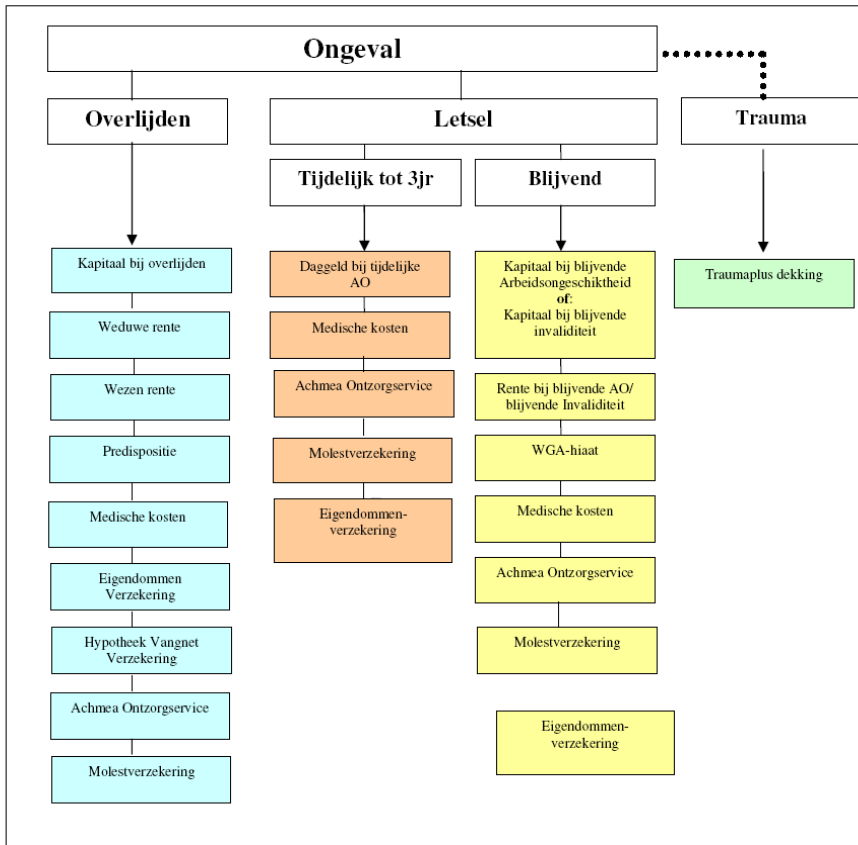 Ongeval
Overlijden
Letsel
Trauma
Tijdelijk tot 3jr
Blijvend
Kapitaal bij overlijden
Weduwe rente
Wezen rente
Predispositie
Medische kosten
Eigendommen
Verzekering
Hypotheek Vangnet
Verzekering
Achmea Ontzorgservice
Molestverzekering
Daggeld bij tijdelijke
AO
Medische kosten
Achmea Ontzorgservice
Molestverzekering
Eigendommen-
verzekering
Kapitaal bij blijvende
Arbeidsongeschiktheid
of:
Kapitaal bij blijvende
invaliditeit
Rente bij blijvende AO/
blijvende Invaliditeit
WGA-hiaat
Medische kosten
Achmea Ontzorgservice
Molestverzekering
Eigendommen-
verzekering
Traumaplus dekking